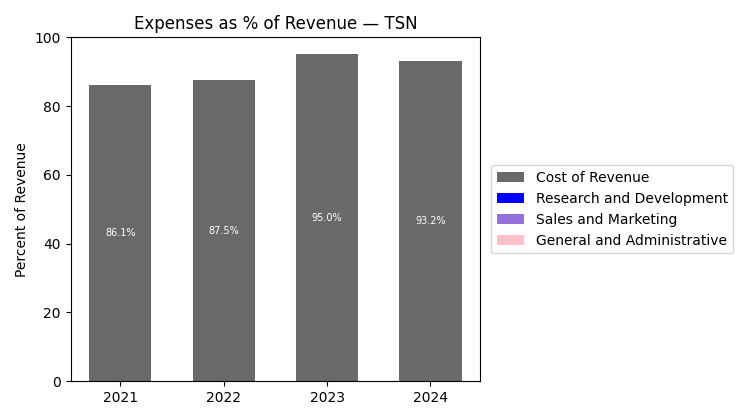 Expenses as % of Revenue — TSN
Percent of Revenue
100
80
60
40
20
0
86.1%
87.5%
95.0%
93.2%
2021
2022
2023
2024
Cost of Revenue
Research and Development
Sales and Marketing
General and Administrative